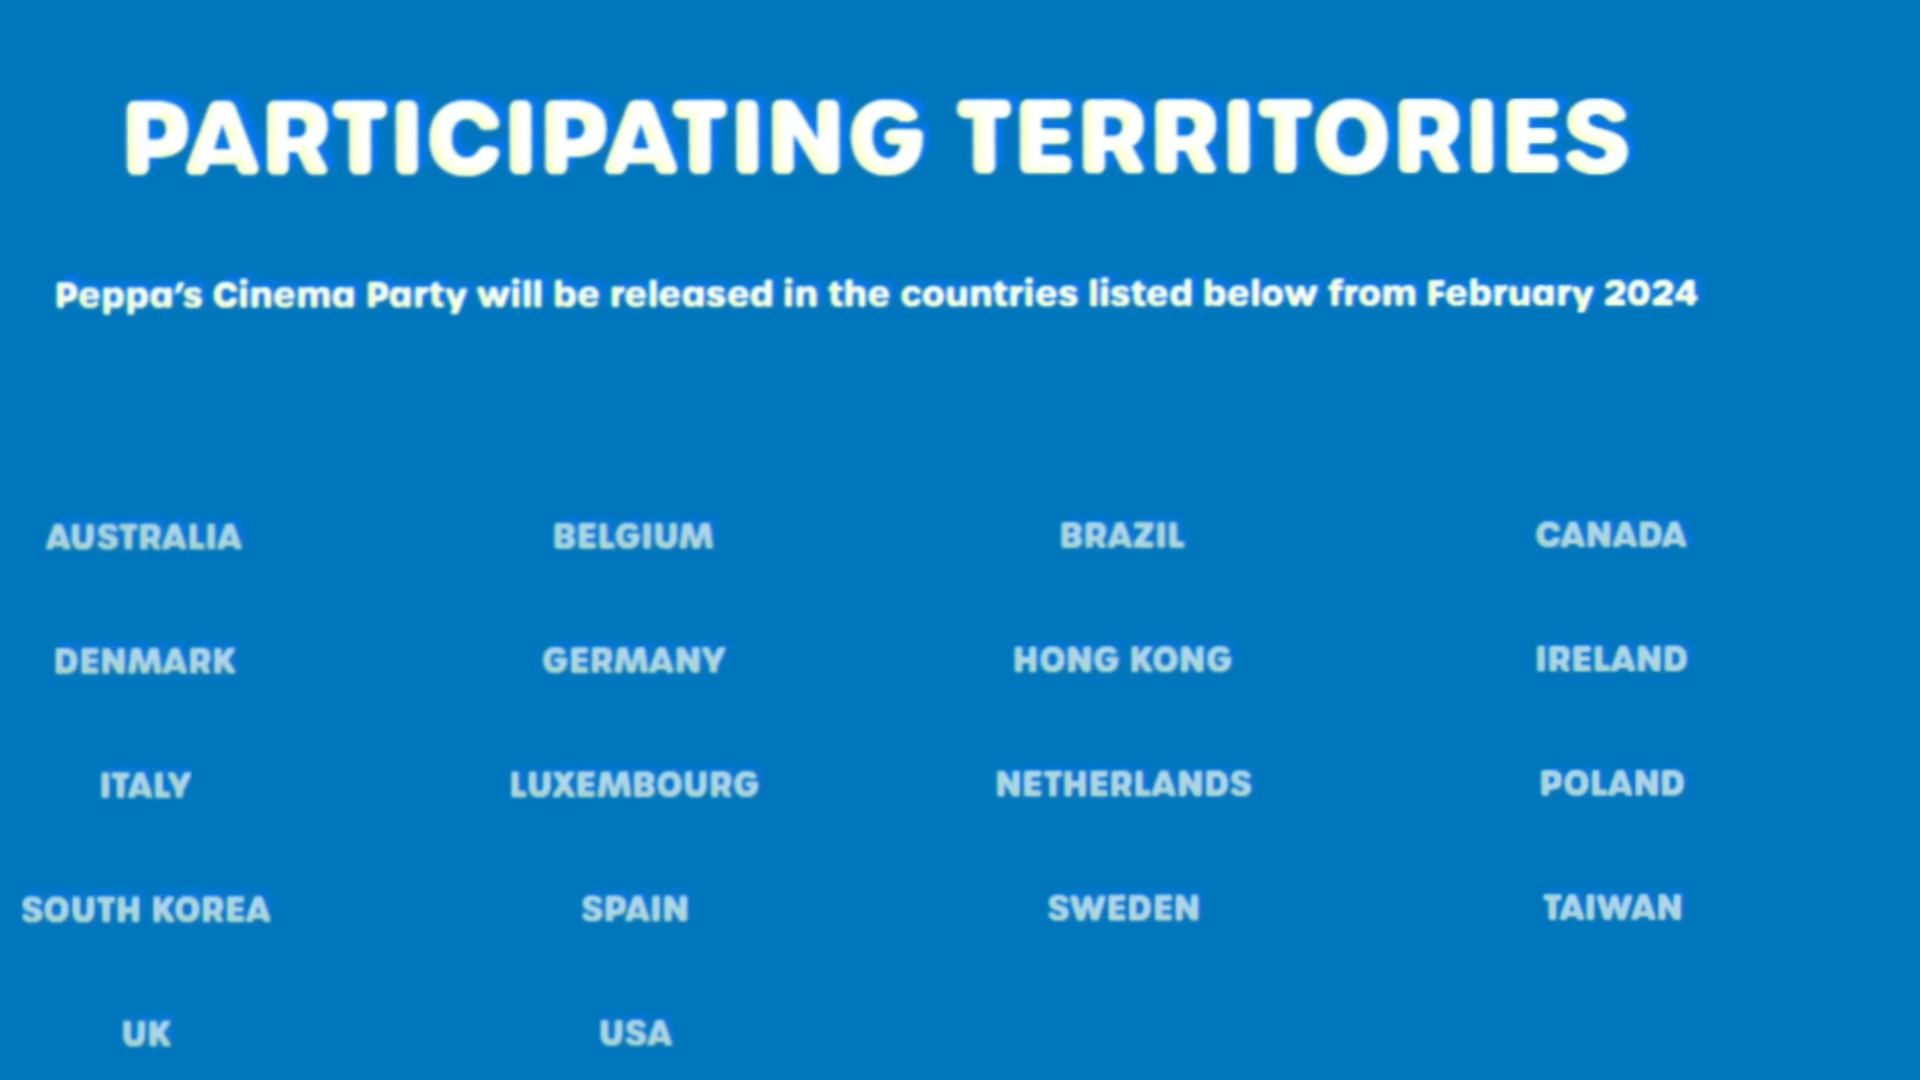 PARTICIPATING TERRITORIES
Peppa's Cinema Party will be released in the countries listed below from February 2024
AUSTRALIA BELGIUM BRAZIL CANADA
DENMARK GERMANY HONG KONG IRELAND
ITALY LUXEMBOURG NETHERLANDS POLAND
SOUTH KOREA SPAIN SWEDEN TAIWAN
UK USA